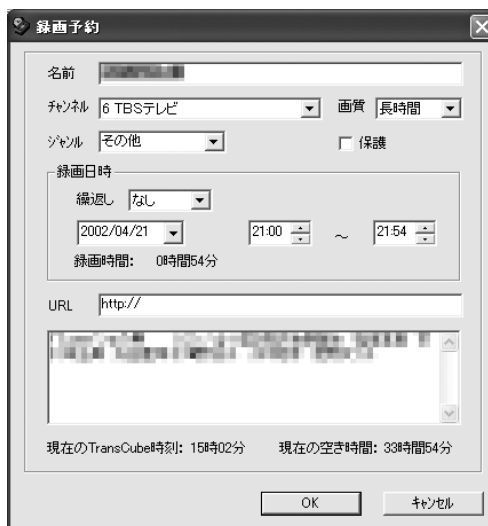 録画予約
名前
チャンネル 6 TBSテレビ 画質 長時間
ジャンル その他 保護
録画日時
繰返し なし
2002/04/21 21:00 ～ 21:54
録画時間: 0時間54分
URL http://
現在のTransCube時刻: 15時02分 現在の空き時間: 33時間54分
OK キャンセル